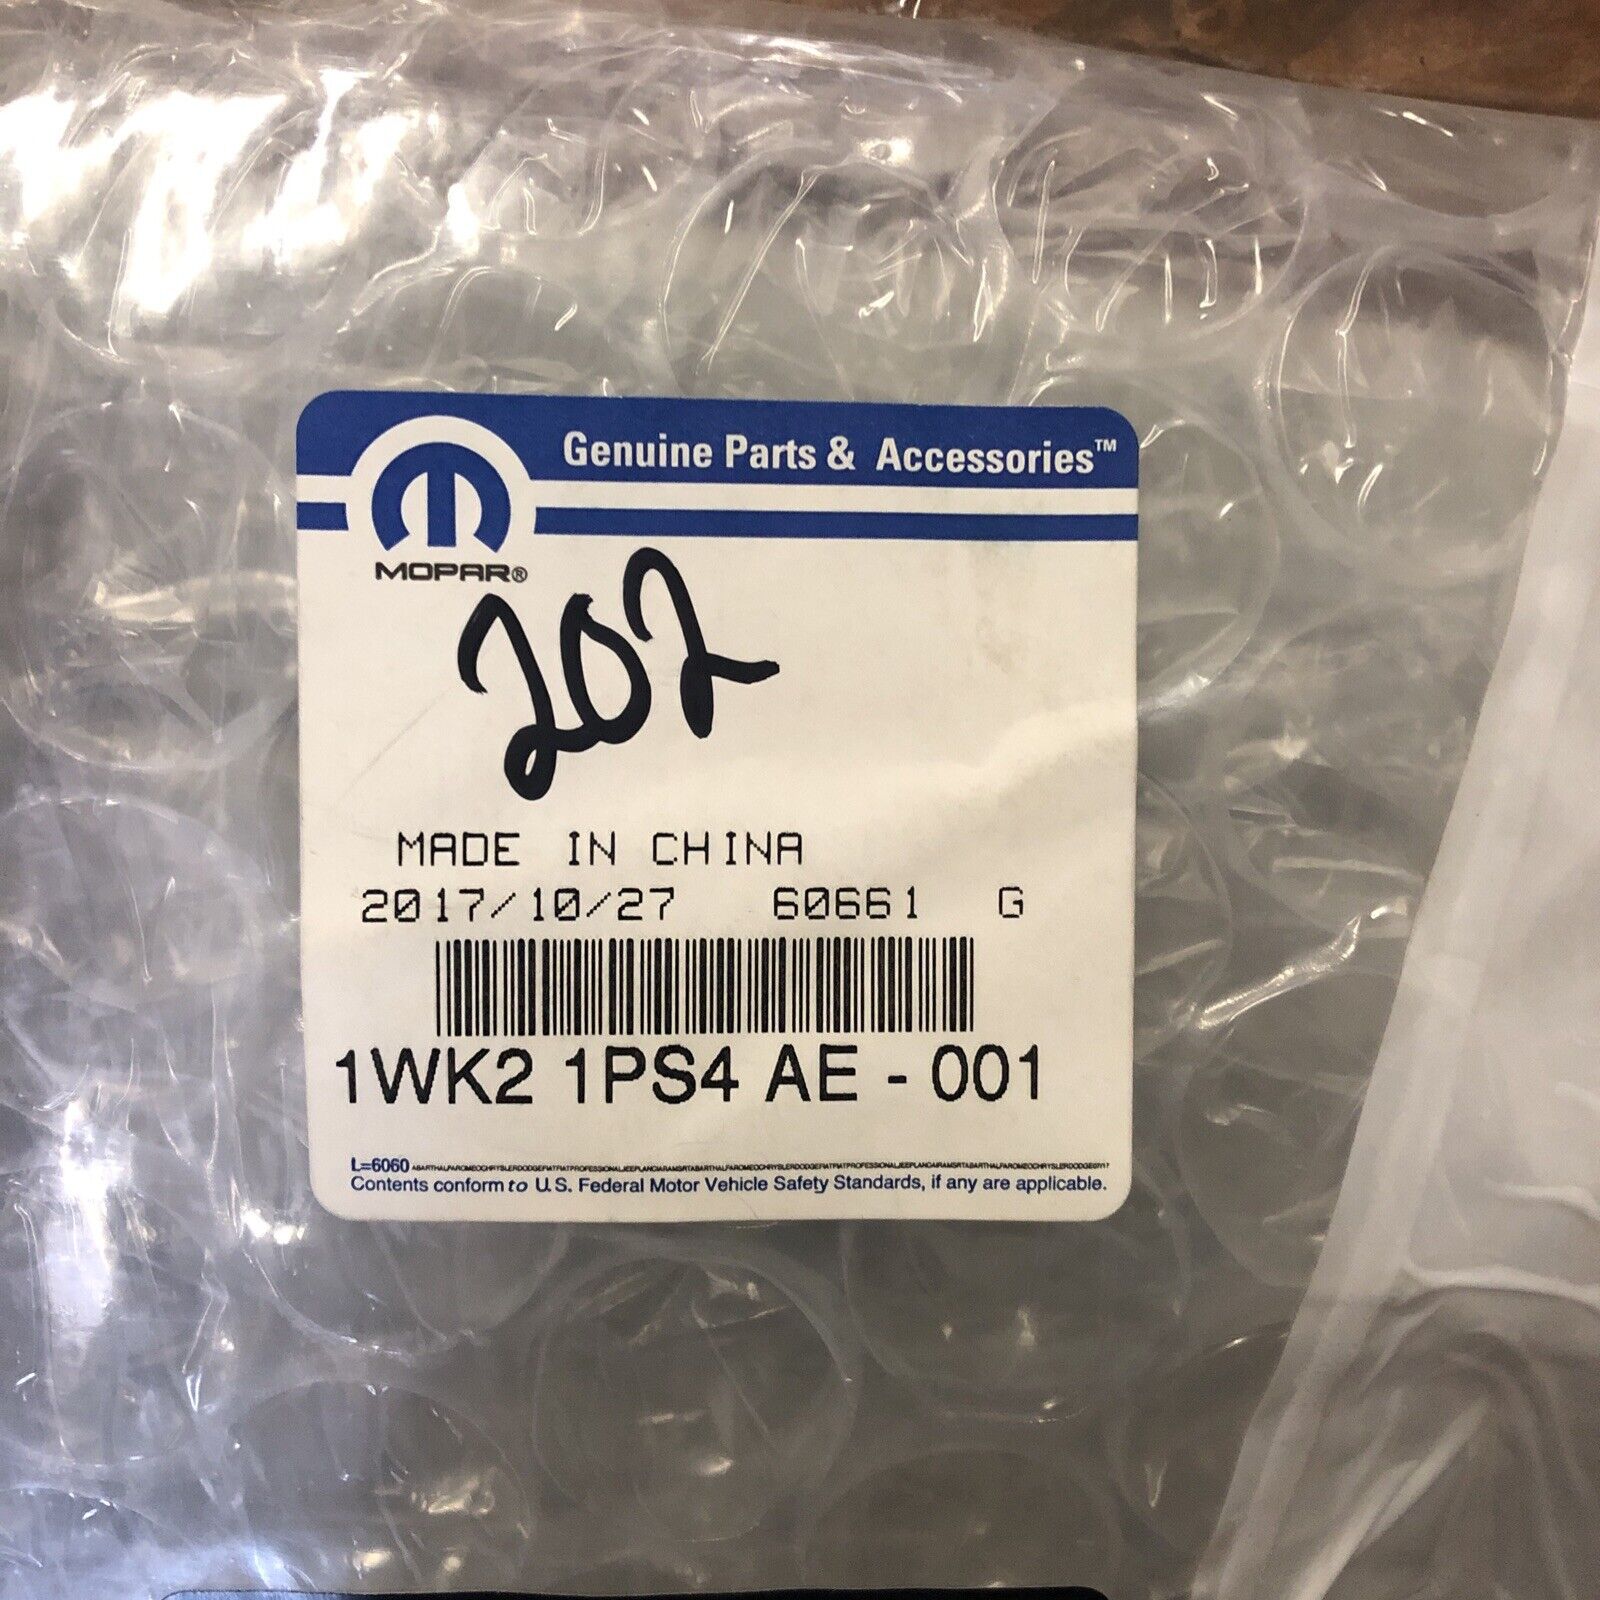 Genuine Parts & Accessories™
MOPAR®
202
MADE IN CHINA
2017/10/27 60661 G
1WK2 1PS4 AE - 001
L=6060
Contents conform to U.S. Federal Motor Vehicle Safety Standards, if any are applicable.